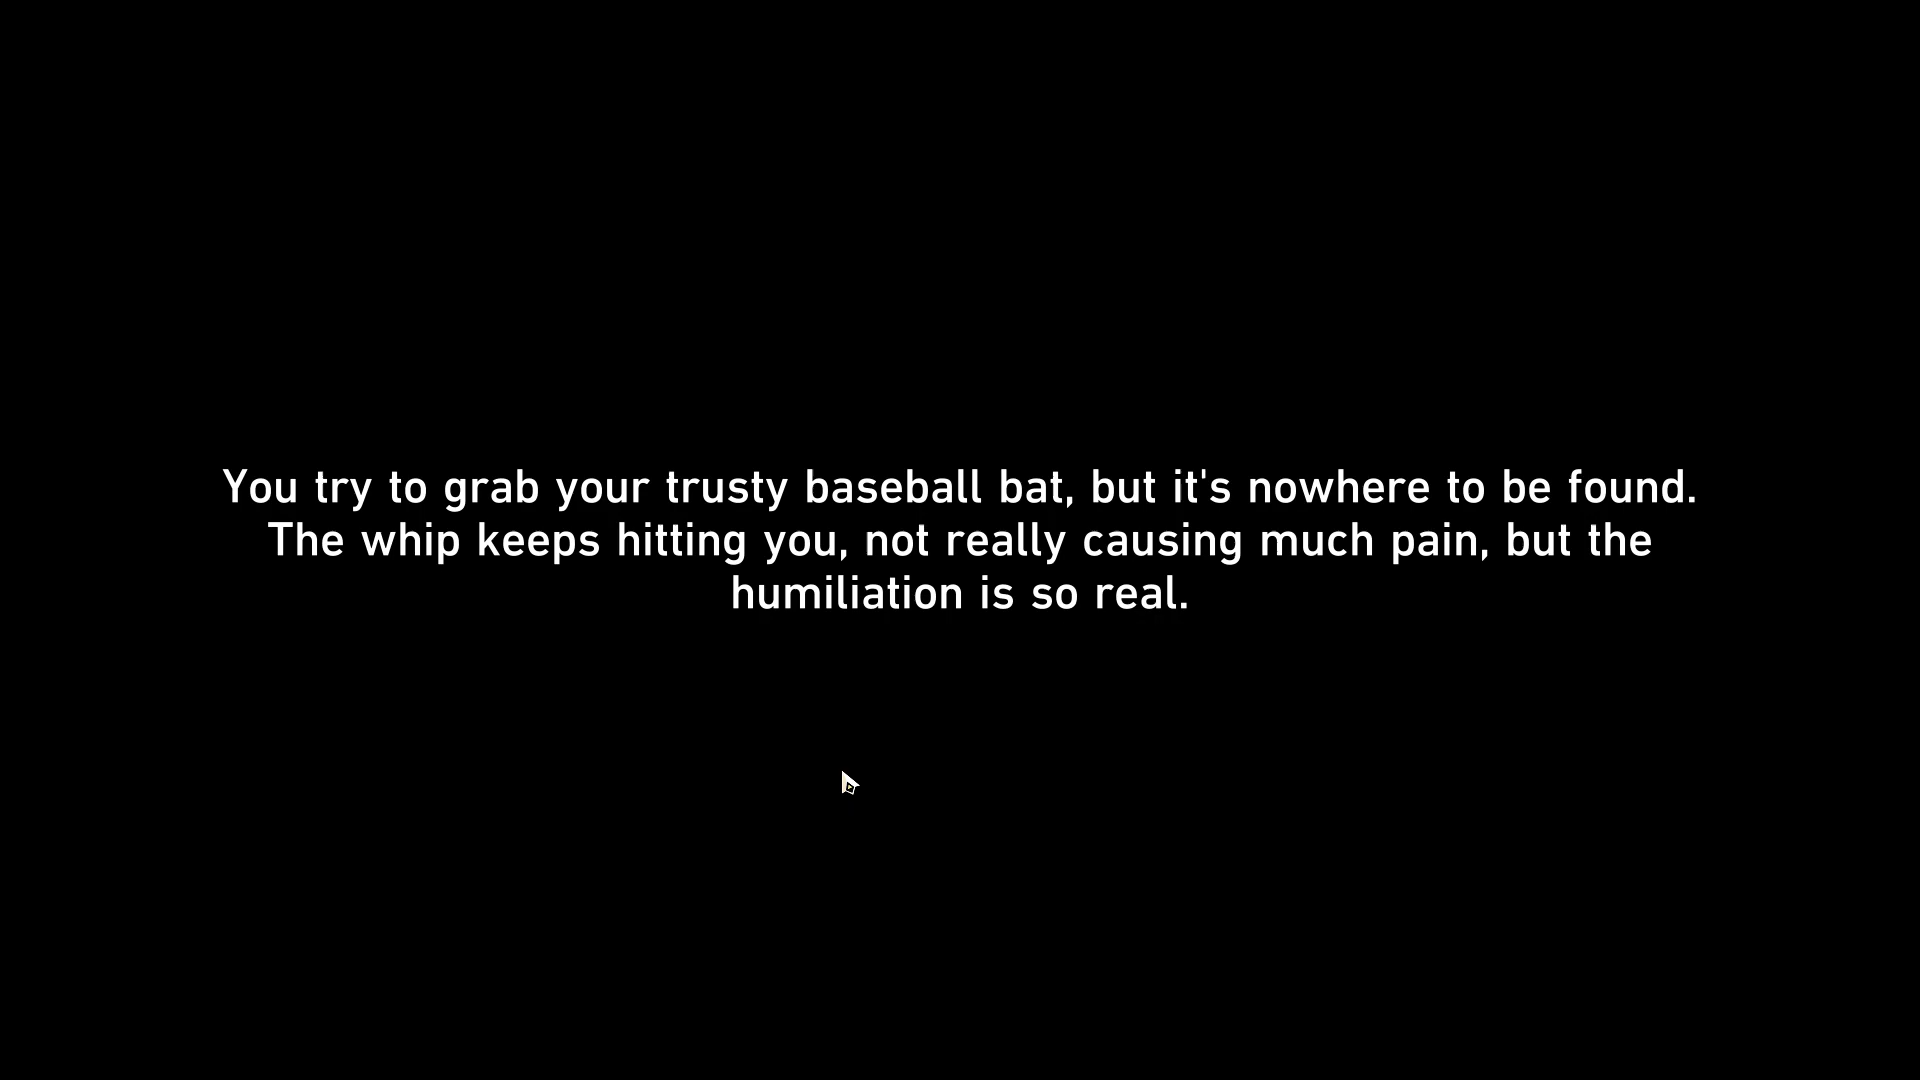 You try to grab your trusty baseball bat, but it's nowhere to be found.
The whip keeps hitting you, not really causing much pain, but the
humiliation is so real.